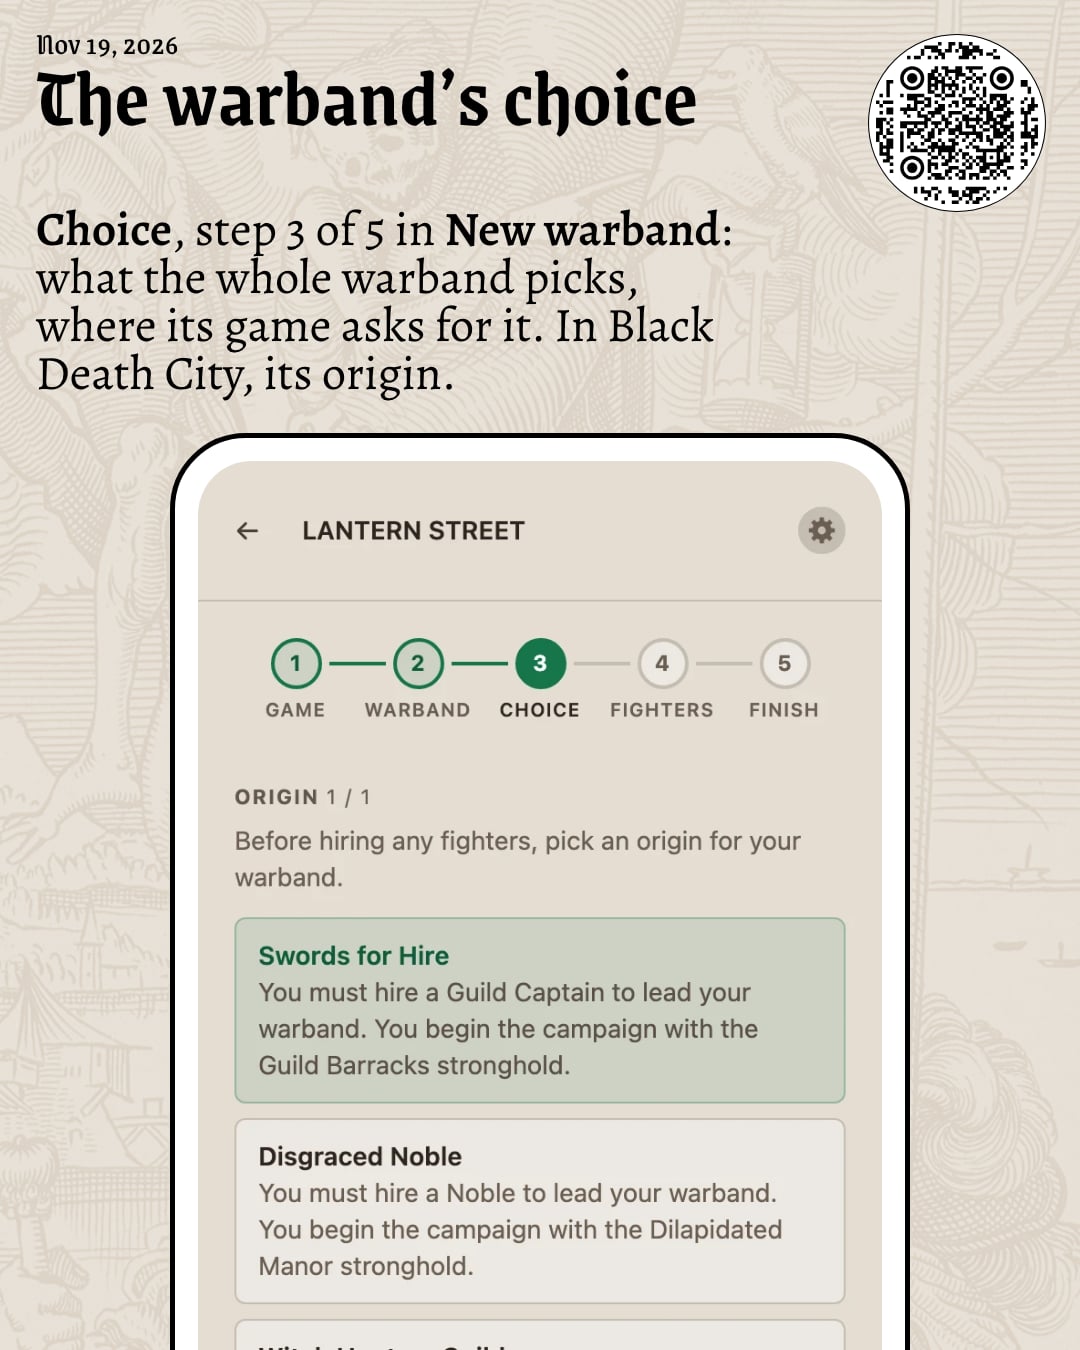 Nov 19, 2026
The warband's choice
Choice, step 3 of 5 in New warband:
what the whole warband picks,
where its game asks for it. In Black
Death City, its origin.
LANTERN STREET
1 2 3 4 5
GAME WARBAND CHOICE FIGHTERS FINISH
ORIGIN 1 / 1
Before hiring any fighters, pick an origin for your
warband.
Swords for Hire
You must hire a Guild Captain to lead your
warband. You begin the campaign with the
Guild Barracks stronghold.
Disgraced Noble
You must hire a Noble to lead your warband.
You begin the campaign with the Dilapidated
Manor stronghold.